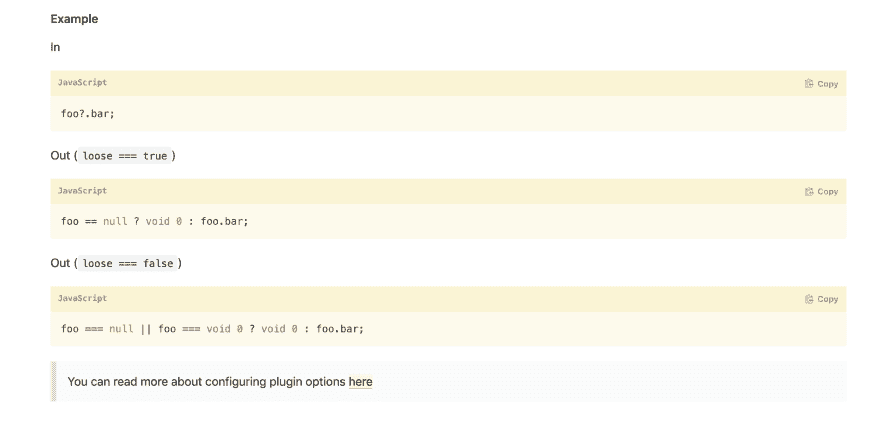 Example
In
JavaScript Copy
foo?.bar;
Out ( loose === true )
JavaScript Copy
foo == null ? void 0 : foo.bar;
Out ( loose === false )
JavaScript Copy
foo === null || foo === void 0 ? void 0 : foo.bar;
You can read more about configuring plugin options here